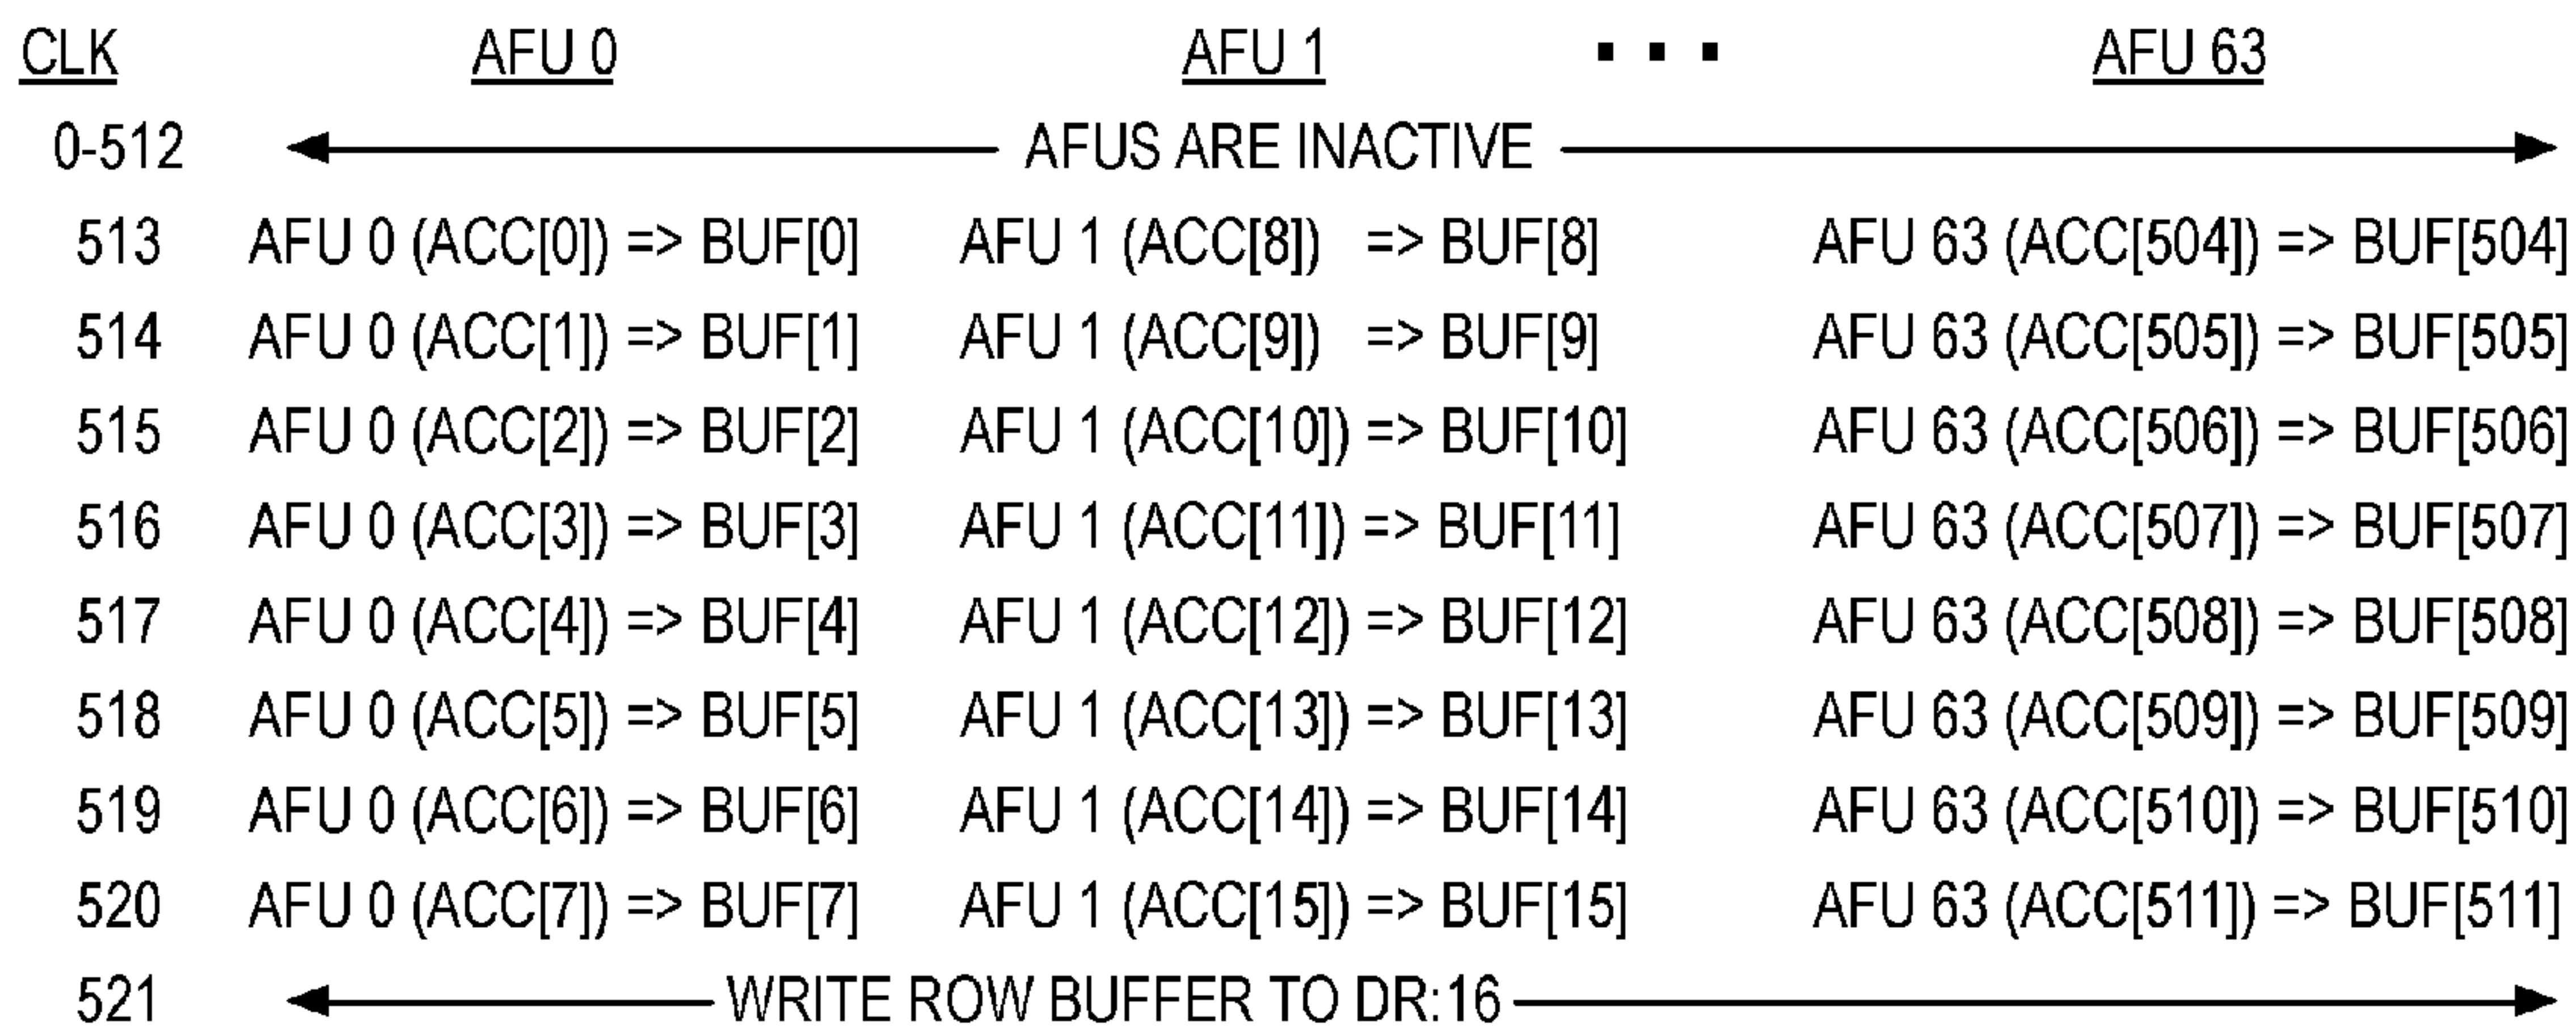 CLK AFU 0 AFU 1 ▪ ▪ ▪ AFU 63
0-512 AFUS ARE INACTIVE
513 AFU 0 (ACC[0]) => BUF[0] AFU 1 (ACC[8]) => BUF[8] AFU 63 (ACC[504]) => BUF[504]
514 AFU 0 (ACC[1]) => BUF[1] AFU 1 (ACC[9]) => BUF[9] AFU 63 (ACC[505]) => BUF[505]
515 AFU 0 (ACC[2]) => BUF[2] AFU 1 (ACC[10]) => BUF[10] AFU 63 (ACC[506]) => BUF[506]
516 AFU 0 (ACC[3]) => BUF[3] AFU 1 (ACC[11]) => BUF[11] AFU 63 (ACC[507]) => BUF[507]
517 AFU 0 (ACC[4]) => BUF[4] AFU 1 (ACC[12]) => BUF[12] AFU 63 (ACC[508]) => BUF[508]
518 AFU 0 (ACC[5]) => BUF[5] AFU 1 (ACC[13]) => BUF[13] AFU 63 (ACC[509]) => BUF[509]
519 AFU 0 (ACC[6]) => BUF[6] AFU 1 (ACC[14]) => BUF[14] AFU 63 (ACC[510]) => BUF[510]
520 AFU 0 (ACC[7]) => BUF[7] AFU 1 (ACC[15]) => BUF[15] AFU 63 (ACC[511]) => BUF[511]
521 WRITE ROW BUFFER TO DR:16